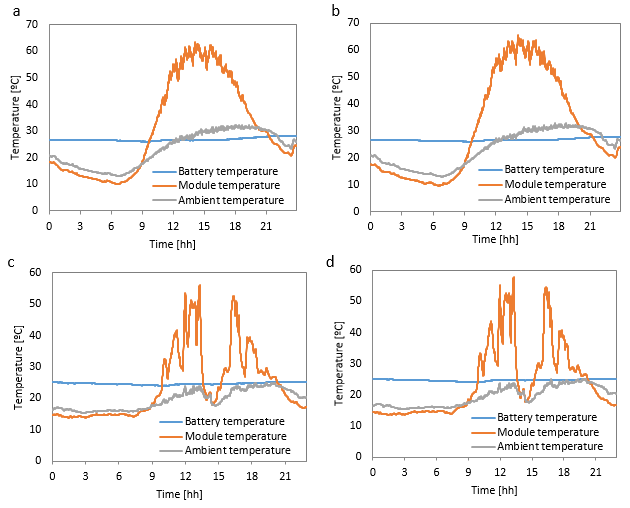 a
Temperature [ºC]
70
60
50
40
30
20
10
0
Battery temperature
Module temperature
Ambient temperature
0 3 6 9 12 15 18 21
Time [hh]
b
Temperature [ºC]
70
60
50
40
30
20
10
0
Battery temperature
Module temperature
Ambient temperature
0 3 6 9 12 15 18 21
Time [hh]
c
Temperature [ºC]
60
50
40
30
20
10
0
Battery temperature
Module temperature
Ambient temperature
0 3 6 9 12 15 18 21
Time [hh]
d
Temperature [ºC]
60
50
40
30
20
10
0
Battery temperature
Module temperature
Ambient temperature
0 3 6 9 12 15 18 21
Time [hh]